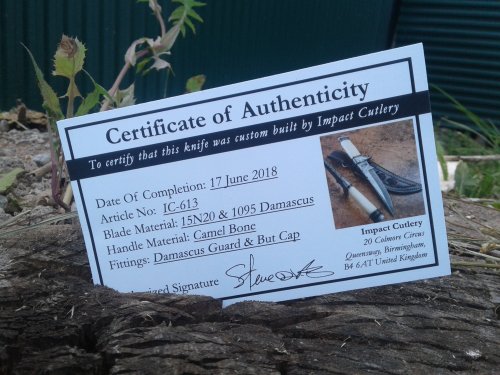 Certificate of Authenticity
To certify that this knife was custom built by Impact Cutlery
Date Of Completion: 17 June 2018
Article No: IC-613
Blade Material: 15N20 & 1095 Damascus
Handle Material: Camel Bone
Fittings: Damascus Guard & But Cap
Signature
Impact Cutlery
20 Colmore Circus
Queensway, Birmingham,
B4 6AT United Kingdom